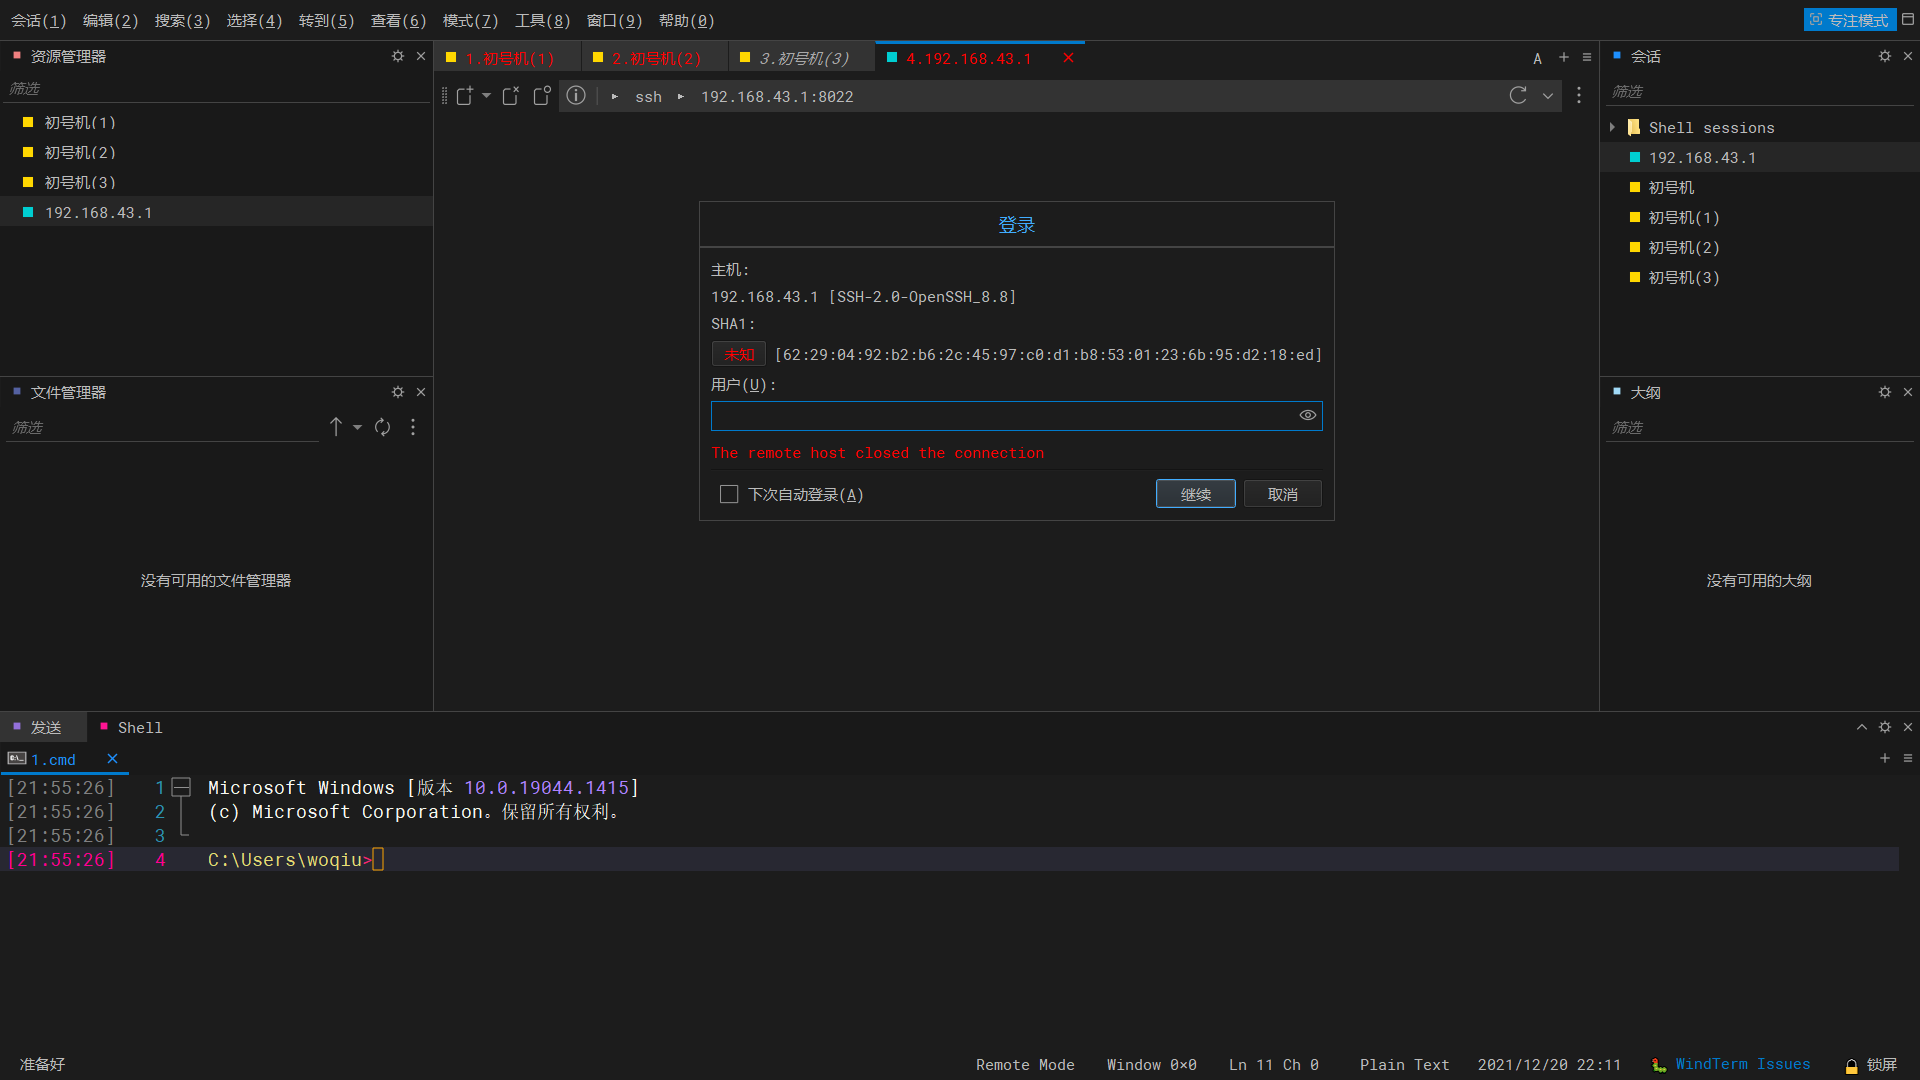 会话(1) 编辑(2) 搜索(3) 选择(4) 转到(5) 查看(6) 模式(7) 工具(8) 窗口(9) 帮助(0) 专注模式
资源管理器
筛选
初号机(1)
初号机(2)
初号机(3)
192.168.43.1
文件管理器
筛选
没有可用的文件管理器
1.初号机(1) 2.初号机(2) 3.初号机(3) 4.192.168.43.1 A
ssh 192.168.43.1:8022
登录
主机:
192.168.43.1 [SSH-2.0-OpenSSH_8.8]
SHA1:
未知 [62:29:04:92:b2:b6:2c:45:97:c0:d1:b8:53:01:23:6b:95:d2:18:ed]
用户(U):
The remote host closed the connection
下次自动登录(A) 继续 取消
会话
筛选
Shell sessions
192.168.43.1
初号机
初号机(1)
初号机(2)
初号机(3)
大纲
筛选
没有可用的大纲
发送 Shell
1.cmd
[21:55:26] 1 Microsoft Windows [版本 10.0.19044.1415]
[21:55:26] 2 (c) Microsoft Corporation。保留所有权利。
[21:55:26] 3
[21:55:26] 4 C:\Users\woqiu>
准备好 Remote Mode Window 0×0 Ln 11 Ch 0 Plain Text 2021/12/20 22:11 WindTerm Issues 锁屏